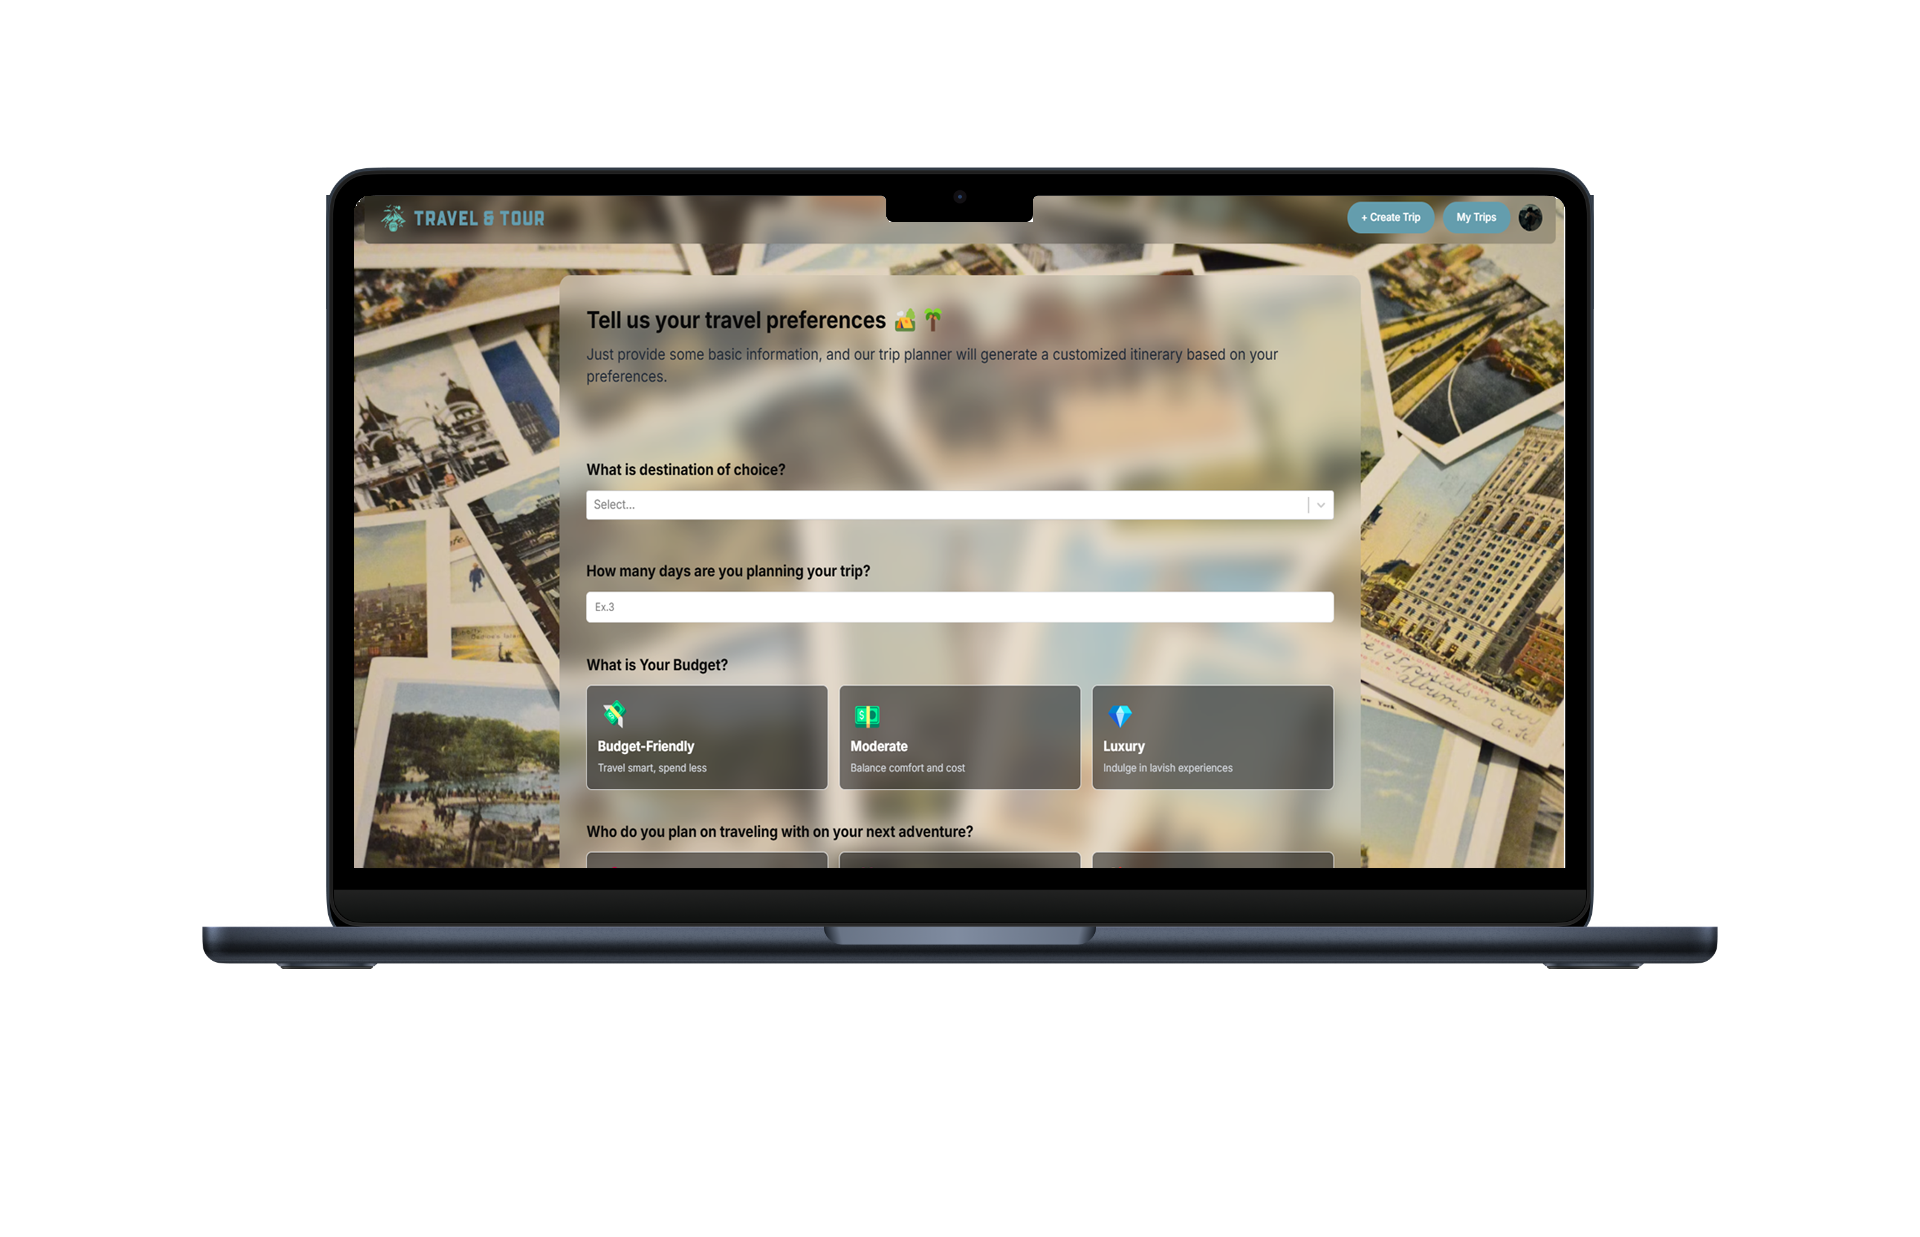 TRAVEL & TOUR
+ Create Trip
My Trips
Tell us your travel preferences 🏕️🌴
Just provide some basic information, and our trip planner will generate a customized itinerary based on your
preferences.
What is destination of choice?
Select...
How many days are you planning your trip?
Ex.3
What is Your Budget?
Budget-Friendly
Travel smart, spend less
Moderate
Balance comfort and cost
Luxury
Indulge in lavish experiences
Who do you plan on traveling with on your next adventure?
album.